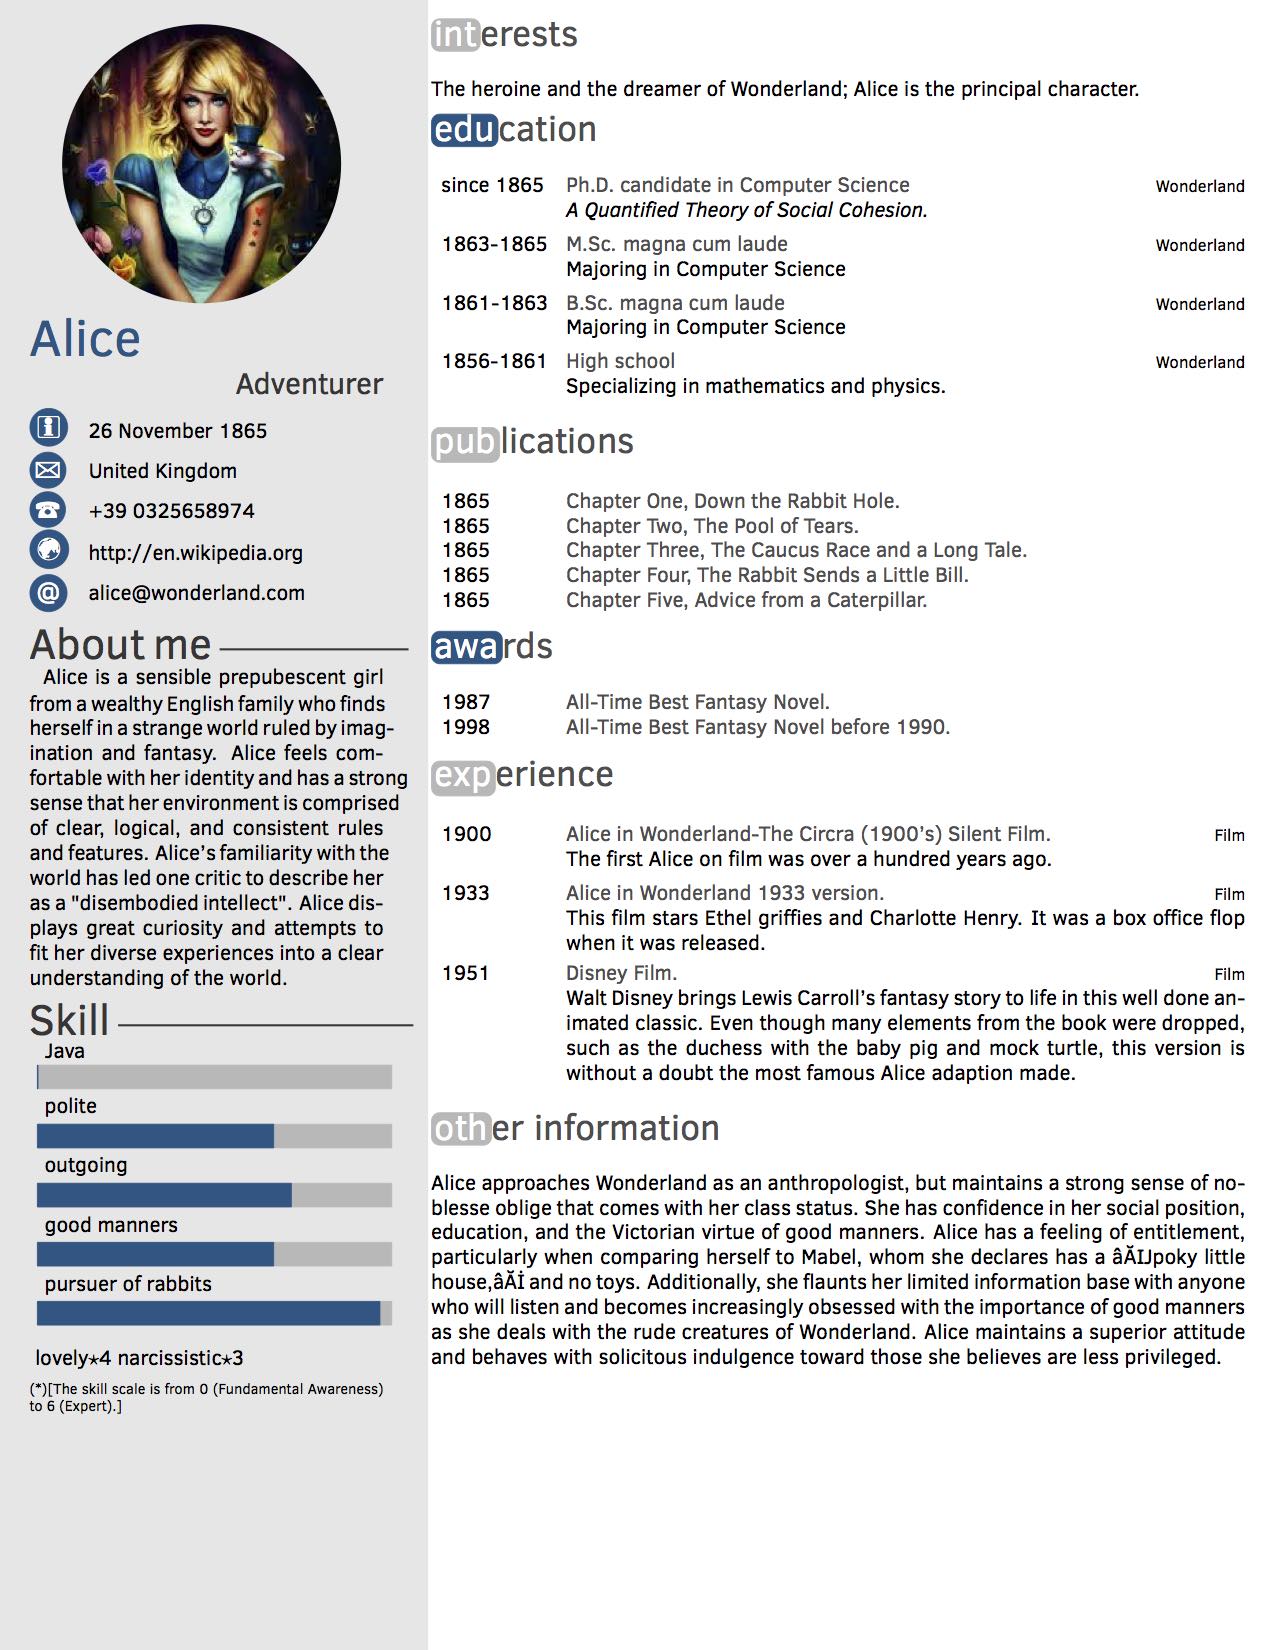 Alice
Adventurer
26 November 1865
United Kingdom
+39 0325658974
http://en.wikipedia.org
alice@wonderland.com
About me
Alice is a sensible prepubescent girl
from a wealthy English family who finds
herself in a strange world ruled by imag-
ination and fantasy. Alice feels com-
fortable with her identity and has a strong
sense that her environment is comprised
of clear, logical, and consistent rules
and features. Alice's familiarity with the
world has led one critic to describe her
as a "disembodied intellect". Alice dis-
plays great curiosity and attempts to
fit her diverse experiences into a clear
understanding of the world.
Skill
Java
polite
outgoing
good manners
pursuer of rabbits
lovely⋆4 narcissistic⋆3
(*)[The skill scale is from 0 (Fundamental Awareness)
to 6 (Expert).]
interests
The heroine and the dreamer of Wonderland; Alice is the principal character.
education
since 1865 Ph.D. candidate in Computer Science Wonderland
A Quantified Theory of Social Cohesion.
1863-1865 M.Sc. magna cum laude Wonderland
Majoring in Computer Science
1861-1863 B.Sc. magna cum laude Wonderland
Majoring in Computer Science
1856-1861 High school Wonderland
Specializing in mathematics and physics.
publications
1865 Chapter One, Down the Rabbit Hole.
1865 Chapter Two, The Pool of Tears.
1865 Chapter Three, The Caucus Race and a Long Tale.
1865 Chapter Four, The Rabbit Sends a Little Bill.
1865 Chapter Five, Advice from a Caterpillar.
awards
1987 All-Time Best Fantasy Novel.
1998 All-Time Best Fantasy Novel before 1990.
experience
1900 Alice in Wonderland-The Circra (1900's) Silent Film. Film
The first Alice on film was over a hundred years ago.
1933 Alice in Wonderland 1933 version. Film
This film stars Ethel griffies and Charlotte Henry. It was a box office flop
when it was released.
1951 Disney Film. Film
Walt Disney brings Lewis Carroll's fantasy story to life in this well done an-
imated classic. Even though many elements from the book were dropped,
such as the duchess with the baby pig and mock turtle, this version is
without a doubt the most famous Alice adaption made.
other information
Alice approaches Wonderland as an anthropologist, but maintains a strong sense of no-
blesse oblige that comes with her class status. She has confidence in her social position,
education, and the Victorian virtue of good manners. Alice has a feeling of entitlement,
particularly when comparing herself to Mabel, whom she declares has a âĂĲpoky little
house,âĂİ and no toys. Additionally, she flaunts her limited information base with anyone
who will listen and becomes increasingly obsessed with the importance of good manners
as she deals with the rude creatures of Wonderland. Alice maintains a superior attitude
and behaves with solicitous indulgence toward those she believes are less privileged.